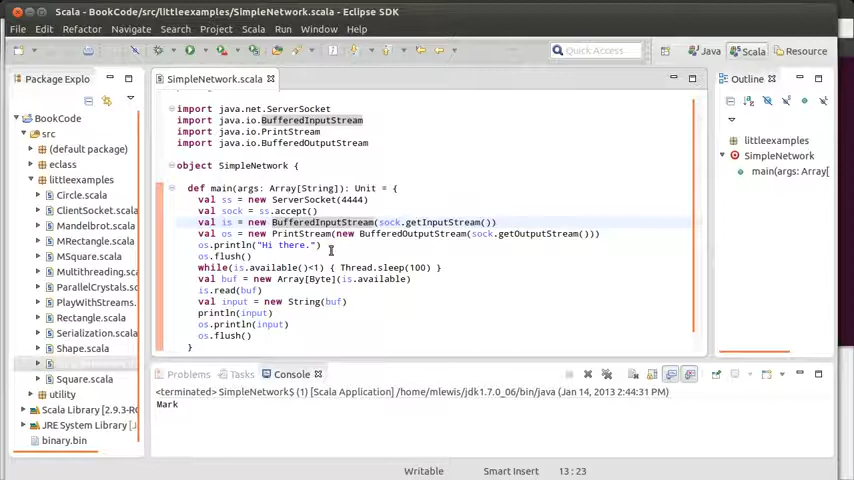 Scala - BookCode/src/littleexamples/SimpleNetwork.scala - Eclipse SDK
File Edit Refactor Navigate Search Project Scala Run Window Help
Quick Access Java Scala Resource
Package Explo
SimpleNetwork.scala
Outline
BookCode
src
(default package)
eclass
littleexamples
Circle.scala
ClientSocket.scala
Mandelbrot.scala
MRectangle.scala
MSquare.scala
Multithreading.scala
ParallelCrystals.sc
PlayWithStreams.
Rectangle.scala
Serialization.scala
Shape.scala
Square.scala
utility
Scala Library [2.9.3-RC
JRE System Library [
binary.bin
import java.net.ServerSocket
import java.io.BufferedInputStream
import java.io.PrintStream
import java.io.BufferedOutputStream
object SimpleNetwork {
def main(args: Array[String]): Unit = {
val ss = new ServerSocket(4444)
val sock = ss.accept()
val is = new BufferedInputStream(sock.getInputStream())
val os = new PrintStream(new BufferedOutputStream(sock.getOutputStream()))
os.println("Hi there.")
os.flush()
while(is.available()<1) { Thread.sleep(100) }
val buf = new Array[Byte](is.available)
is.read(buf)
val input = new String(buf)
println(input)
os.println(input)
os.flush()
}
littleexamples
SimpleNetwork
main(args: Array[
Problems Tasks Console
<terminated> SimpleNetwork$ (1) [Scala Application] /home/mlewis/jdk1.7.0_06/bin/java (Jan 14, 2013 2:44:31 PM)
Mark
Writable Smart Insert 13 : 23